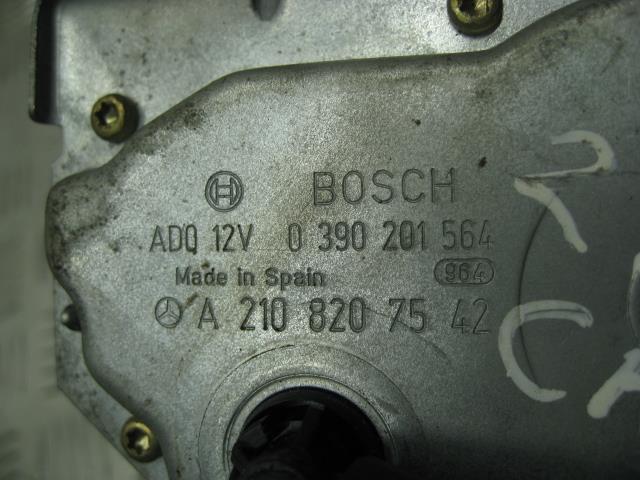 BOSCH
ADQ 12V 0 390 201 564
Made in Spain 964
A 210 820 75 42